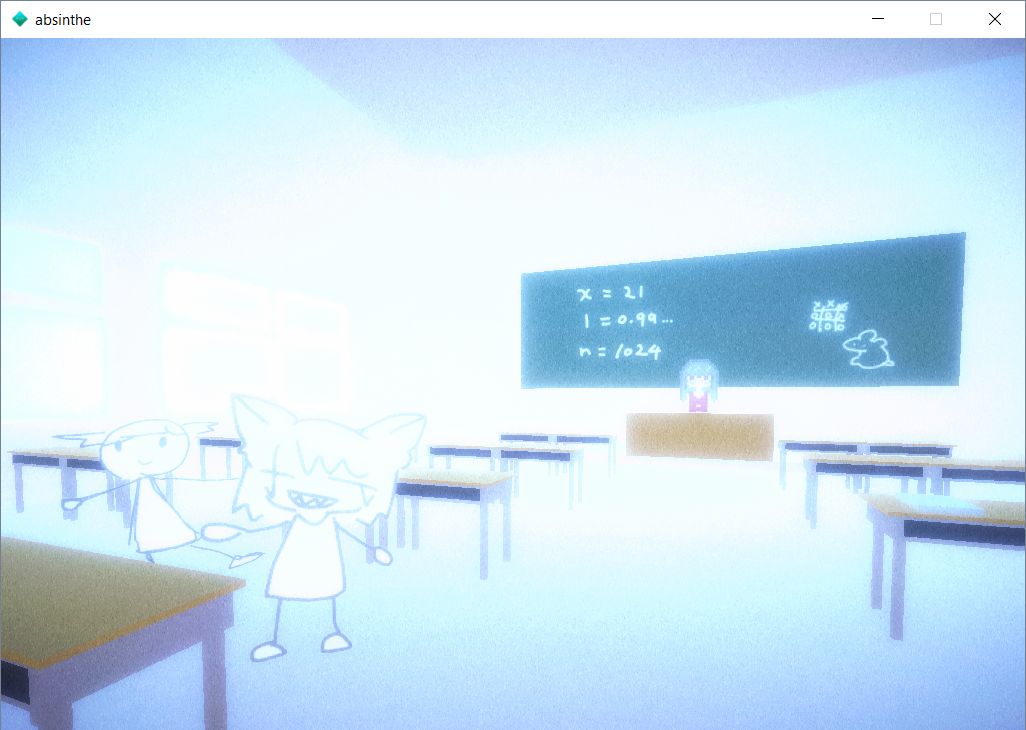 absinthe
x = 21
1 = 0.99...
n = 1024